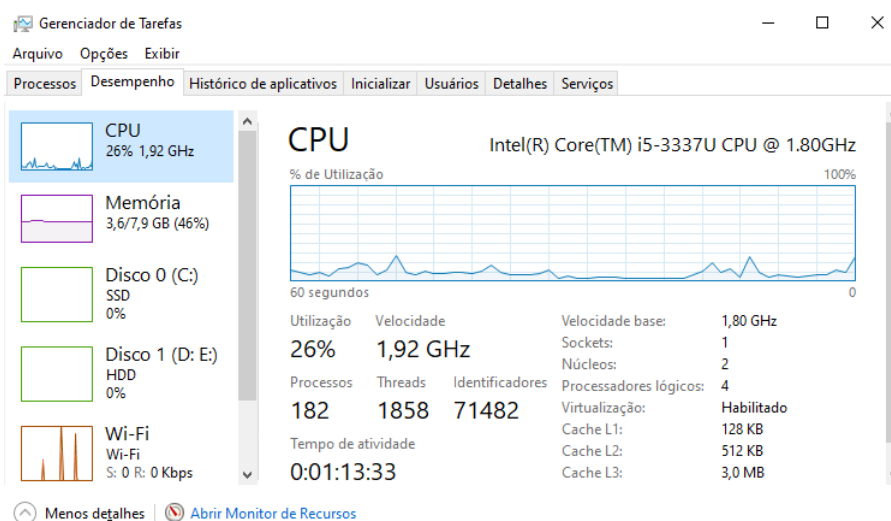 Gerenciador de Tarefas
Arquivo Opções Exibir
Processos Desempenho Histórico de aplicativos Inicializar Usuários Detalhes Serviços
CPU
26% 1,92 GHz
Memória
3,6/7,9 GB (46%)
Disco 0 (C:)
SSD
0%
Disco 1 (D: E:)
HDD
0%
Wi-Fi
Wi-Fi
S: 0 R: 0 Kbps
CPU Intel(R) Core(TM) i5-3337U CPU @ 1.80GHz
% de Utilização 100%
60 segundos 0
Utilização Velocidade
26% 1,92 GHz
Processos Threads Identificadores
182 1858 71482
Tempo de atividade
0:01:13:33
Velocidade base: 1,80 GHz
Sockets: 1
Núcleos: 2
Processadores lógicos: 4
Virtualização: Habilitado
Cache L1: 128 KB
Cache L2: 512 KB
Cache L3: 3,0 MB
Menos detalhes Abrir Monitor de Recursos